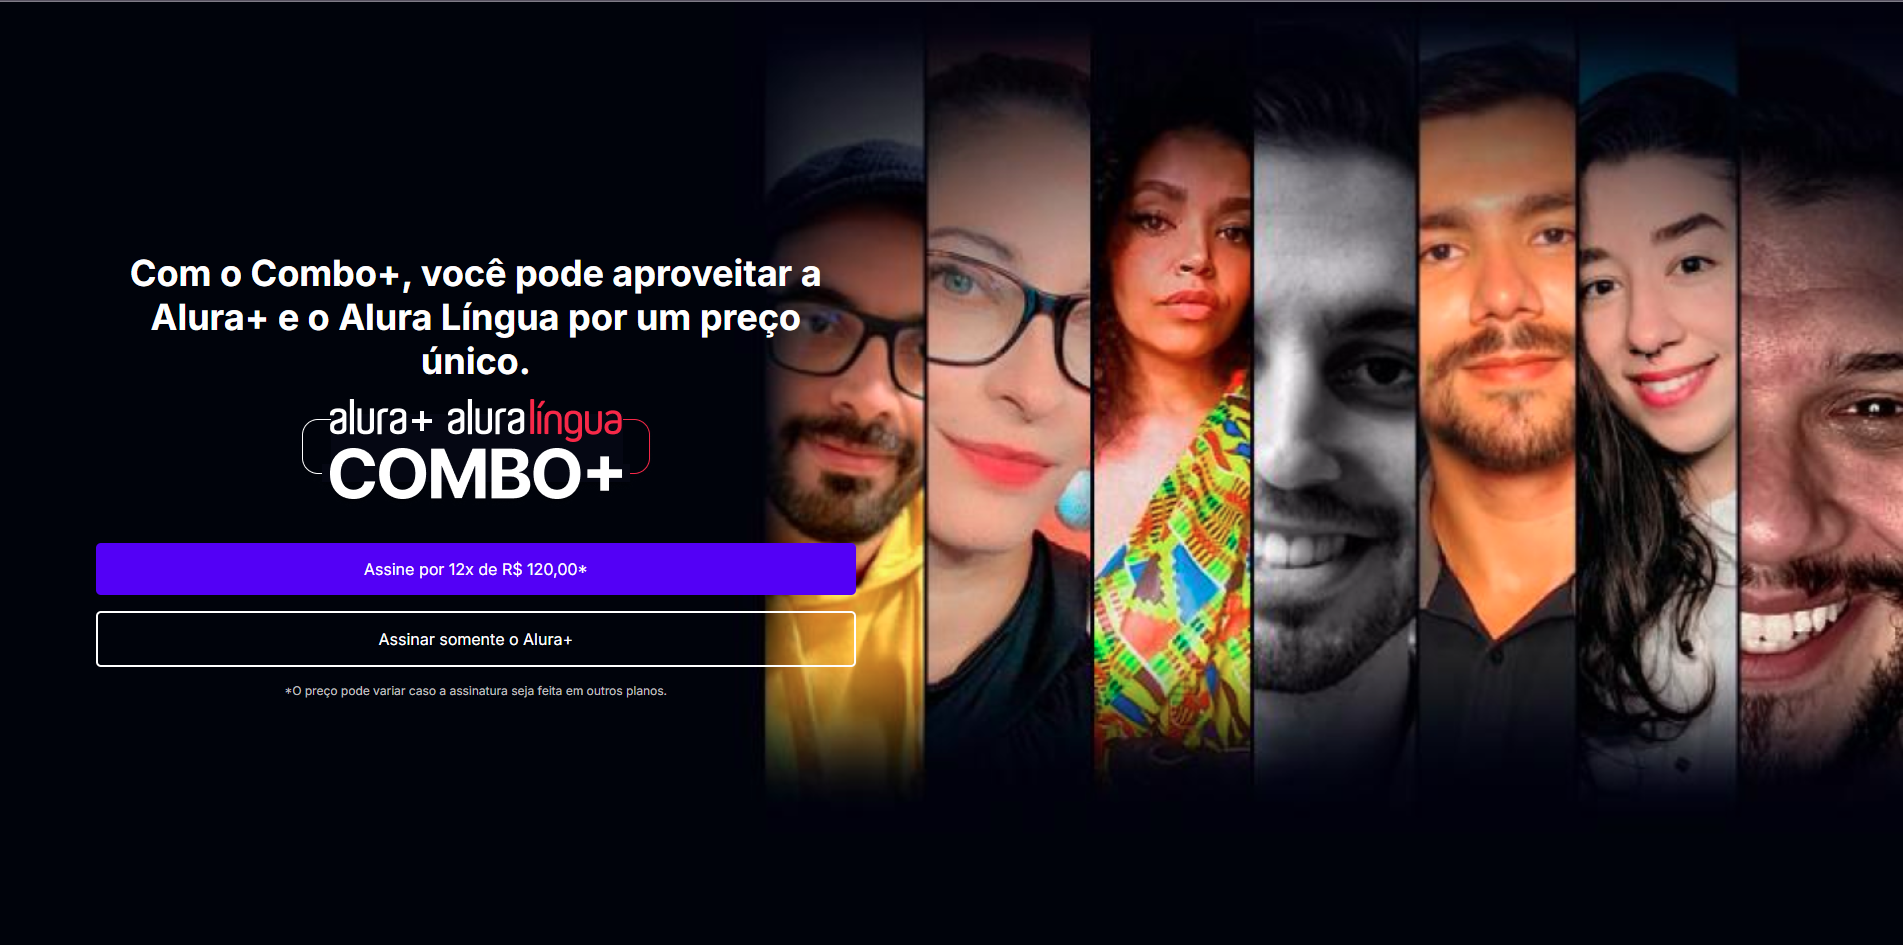 Com o Combo+, você pode aproveitar a
Alura+ e o Alura Língua por um preço
único.
alura+ aluralíngua
COMBO+
Assine por 12x de R$ 120,00*
Assinar somente o Alura+
*O preço pode variar caso a assinatura seja feita em outros planos.